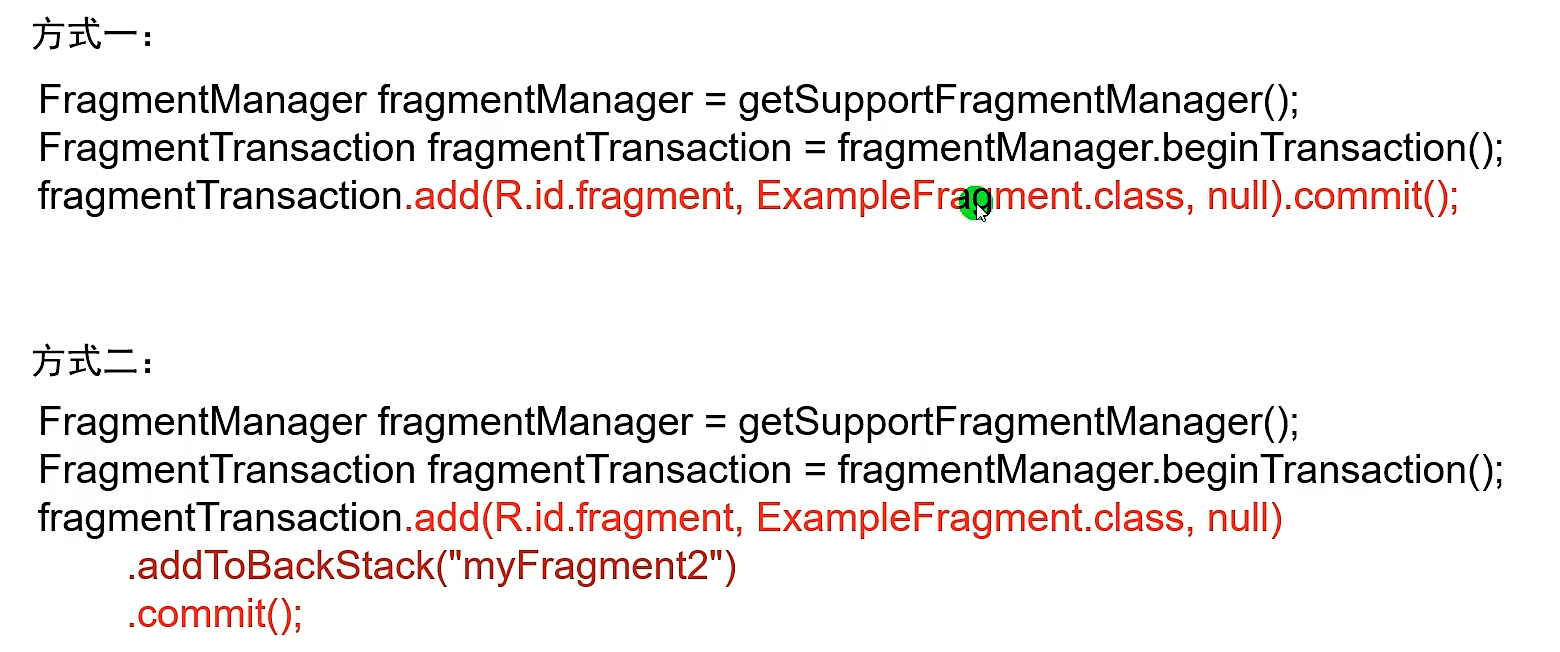 方式一：
FragmentManager fragmentManager = getSupportFragmentManager();
FragmentTransaction fragmentTransaction = fragmentManager.beginTransaction();
fragmentTransaction.add(R.id.fragment, ExampleFragment.class, null).commit();
方式二：
FragmentManager fragmentManager = getSupportFragmentManager();
FragmentTransaction fragmentTransaction = fragmentManager.beginTransaction();
fragmentTransaction.add(R.id.fragment, ExampleFragment.class, null)
.addToBackStack("myFragment2")
.commit();